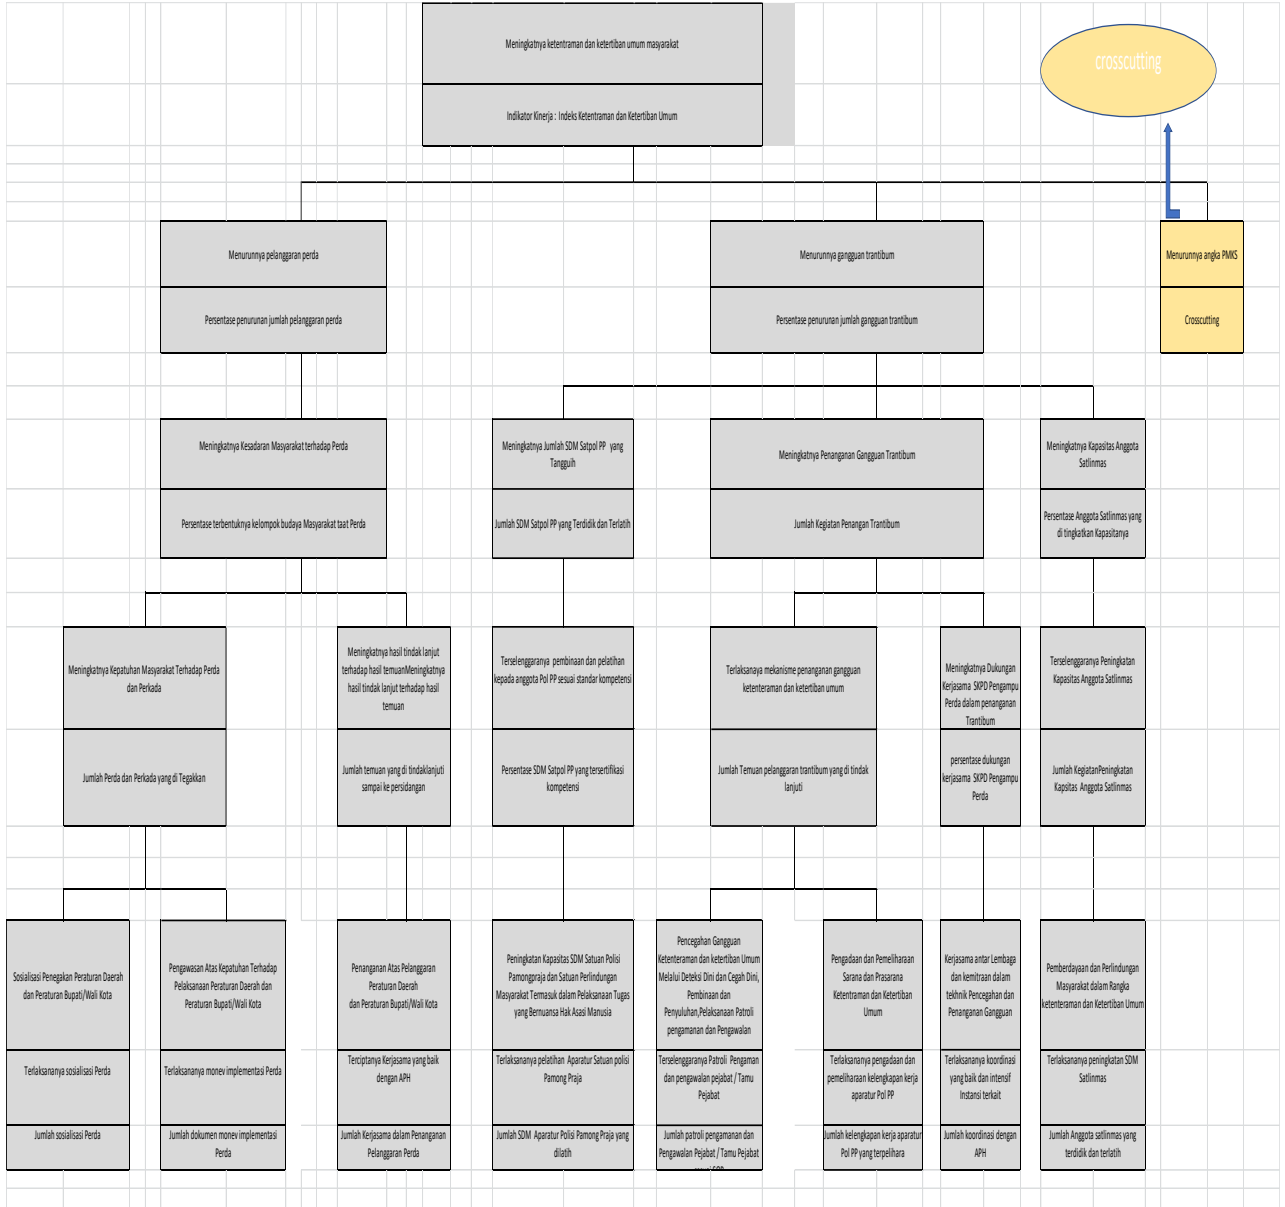 Meningkatnya ketentraman dan ketertiban umum masyarakat
crosscutting
Indikator Kinerja : Indeks Ketentraman dan Ketertiban Umum
Menurunnya pelanggaran perda
Menurunnya gangguan trantibum
Menurunnya angka PMKS
Persentase penurunan jumlah pelanggaran perda
Persentase penurunan jumlah gangguan trantibum
Crosscutting
Meningkatnya Kesadaran Masyarakat terhadap Perda
Meningkatnya Jumlah SDM Satpol PP yang
Tangguih
Meningkatnya Penanganan Gangguan Trantibum
Meningkatnya Kapasitas Anggota
Satlinmas
Persentase terbentuknya kelompok budaya Masyarakat taat Perda
Jumlah SDM Satpol PP yang Terdidik dan Terlatih
Jumlah Kegiatan Penangan Trantibum
Persentase Anggota Satlinmas yang
di tingkatkan Kapasitanya
Meningkatnya Kepatuhan Masyarakat Terhadap Perda
dan Perkada
Meningkatnya hasil tindak lanjut
terhadap hasil temuanMeningkatnya
hasil tindak lanjut terhadap hasil
temuan
Terselenggaranya pembinaan dan pelatihan
kepada anggota Pol PP sesuai standar kompetensi
Terlaksanaya mekanisme penanganan gangguan
ketenteraman dan ketertiban umum
Meningkatnya Dukungan
Kerjasama SKPD Pengampu
Perda dalam penanganan
Trantibum
Terselenggaranya Peningkatan
Kapasitas Anggota Satlinmas
Jumlah Perda dan Perkada yang di Tegakkan
Jumlah temuan yang di tindaklanjuti
sampai ke persidangan
Persentase SDM Satpol PP yang tersertifikasi
kompetensi
Jumlah Temuan pelanggaran trantibum yang di tindak
lanjuti
persentase dukungan
kerjasama SKPD Pengampu
Perda
Jumlah KegiatanPeningkatan
Kapsitas Anggota Satlinmas
Sosialisasi Penegakan Peraturan Daerah
dan Peraturan Bupati/Wali Kota
Pengawasan Atas Kepatuhan Terhadap
Pelaksanaan Peraturan Daerah dan
Peraturan Bupati/Wali Kota
Penanganan Atas Pelanggaran
Peraturan Daerah
dan Peraturan Bupati/Wali Kota
Peningkatan Kapasitas SDM Satuan Polisi
Pamongpraja dan Satuan Perlindungan
Masyarakat Termasuk dalam Pelaksanaan Tugas
yang Bernuansa Hak Asasi Manusia
Pencegahan Gangguan
Ketenteraman dan ketertiban Umum
Melalui Deteksi Dini dan Cegah Dini,
Pembinaan dan
Penyuluhan,Pelaksanaan Patroli
pengamanan dan Pengawalan
Pengadaan dan Pemeliharaan
Sarana dan Prasarana
Ketentraman dan Ketertiban
Umum
Kerjasama antar Lembaga
dan kemitraan dalam
tekhnik Pencegahan dan
Penanganan Gangguan
Pemberdayaan dan Perlindungan
Masyarakat dalam Rangka
ketenteraman dan Ketertiban Umum
Terlaksananya sosialisasi Perda
Terlaksananya monev implementasi Perda
Terciptanya Kerjasama yang baik
dengan APH
Terlaksananya pelatihan Aparatur Satuan polisi
Pamong Praja
Terselenggaranya Patroli Pengaman
dan pengawalan pejabat / Tamu
Pejabat
Terlaksananya pengadaan dan
pemeliharaan kelengkapan kerja
aparatur Pol PP
Terlaksananya koordinasi
yang baik dan intensif
Instansi terkait
Terlaksananya peningkatan SDM
Satlinmas
Jumlah sosialisasi Perda
Jumlah dokumen monev implementasi
Perda
Jumlah Kerjasama dalam Penanganan
Pelanggaran Perda
Jumlah SDM Aparatur Polisi Pamong Praja yang
dilatih
Jumlah patroli pengamanan dan
Pengawalan Pejabat / Tamu Pejabat
Jumlah kelengkapan kerja aparatur
Pol PP yang terpelihara
Jumlah koordinasi dengan
APH
Jumlah Anggota satlinmas yang
terdidik dan terlatih